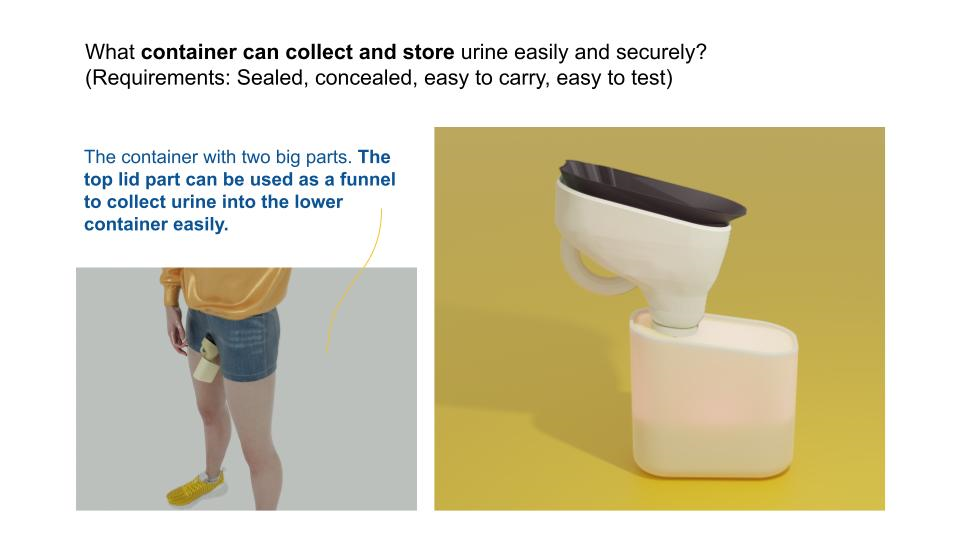 What container can collect and store urine easily and securely?
(Requirements: Sealed, concealed, easy to carry, easy to test)
The container with two big parts. The
top lid part can be used as a funnel
to collect urine into the lower
container easily.